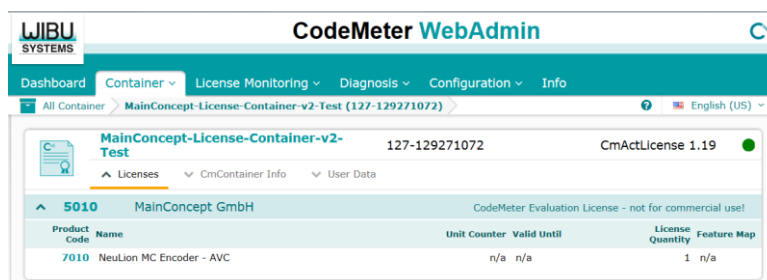 WIBU
SYSTEMS
CodeMeter WebAdmin
Dashboard Container License Monitoring Diagnosis Configuration Info
All Container MainConcept-License-Container-v2-Test (127-129271072) English (US)
MainConcept-License-Container-v2- 127-129271072 CmActLicense 1.19
Test
Licenses CmContainer Info User Data
5010 MainConcept GmbH CodeMeter Evaluation License - not for commercial use!
Product Code Name Unit Counter Valid Until License Quantity Feature Map
7010 NeuLion MC Encoder - AVC n/a n/a 1 n/a